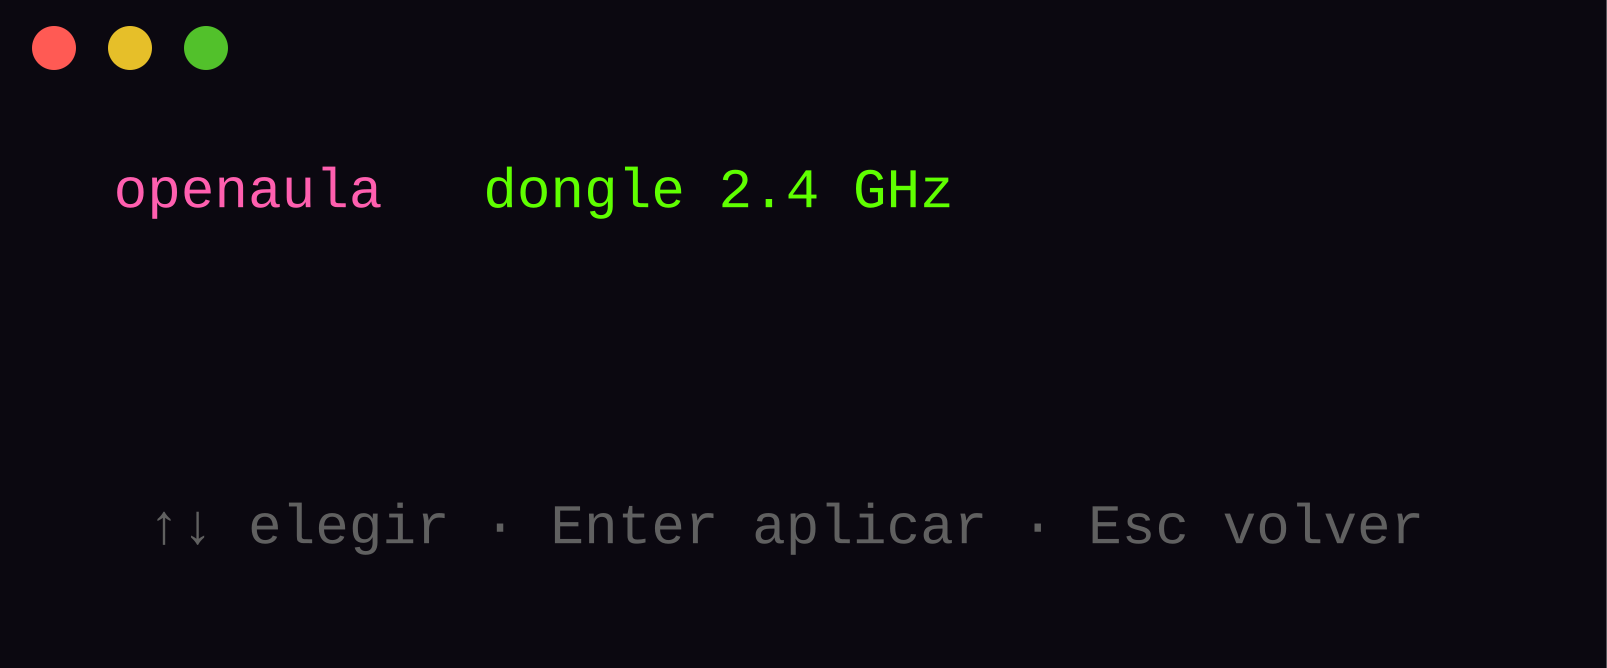 openaula   dongle 2.4 GHz
↑↓ elegir · Enter aplicar · Esc volver